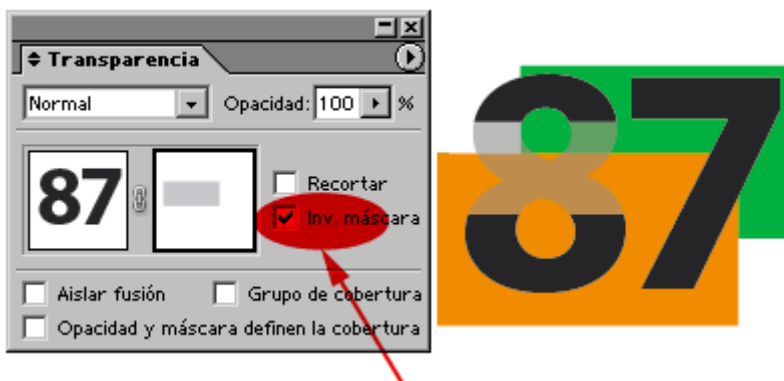 Transparencia
Normal Opacidad: 100 %
87
Recortar
Inv. máscara
Aislar fusión Grupo de cobertura
Opacidad y máscara definen la cobertura
87